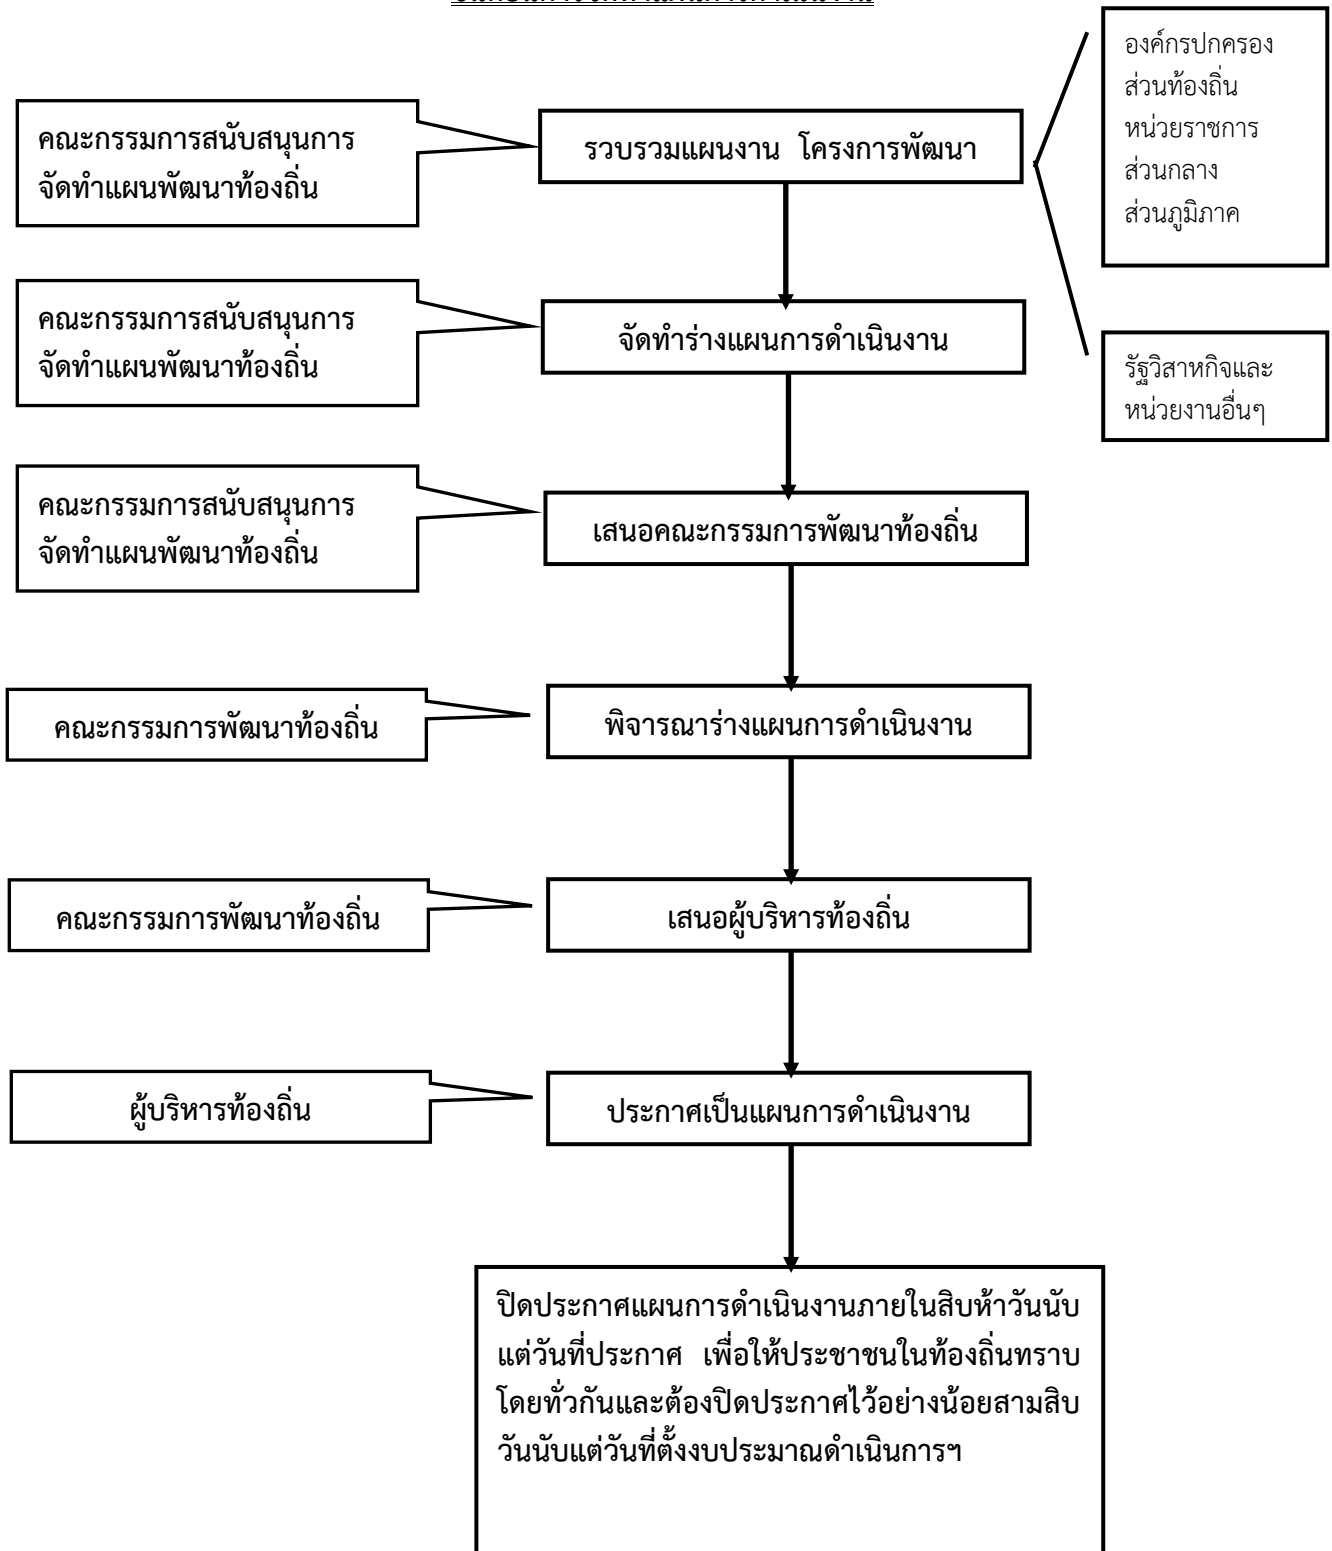 องค์กรปกครอง
ส่วนท้องถิ่น
หน่วยราชการ
ส่วนกลาง
ส่วนภูมิภาค
คณะกรรมการสนับสนุนการ
จัดทำแผนพัฒนาท้องถิ่น
รวบรวมแผนงาน โครงการพัฒนา
คณะกรรมการสนับสนุนการ
จัดทำแผนพัฒนาท้องถิ่น
จัดทำร่างแผนการดำเนินงาน
รัฐวิสาหกิจและ
หน่วยงานอื่นๆ
คณะกรรมการสนับสนุนการ
จัดทำแผนพัฒนาท้องถิ่น
เสนอคณะกรรมการพัฒนาท้องถิ่น
คณะกรรมการพัฒนาท้องถิ่น
พิจารณาร่างแผนการดำเนินงาน
คณะกรรมการพัฒนาท้องถิ่น
เสนอผู้บริหารท้องถิ่น
ผู้บริหารท้องถิ่น
ประกาศเป็นแผนการดำเนินงาน
ปิดประกาศแผนการดำเนินงานภายในสิบห้าวันนับ
แต่วันที่ประกาศ เพื่อให้ประชาชนในท้องถิ่นทราบ
โดยทั่วกันและต้องปิดประกาศไว้อย่างน้อยสามสิบ
วันนับแต่วันที่ตั้งงบประมาณดำเนินการฯ